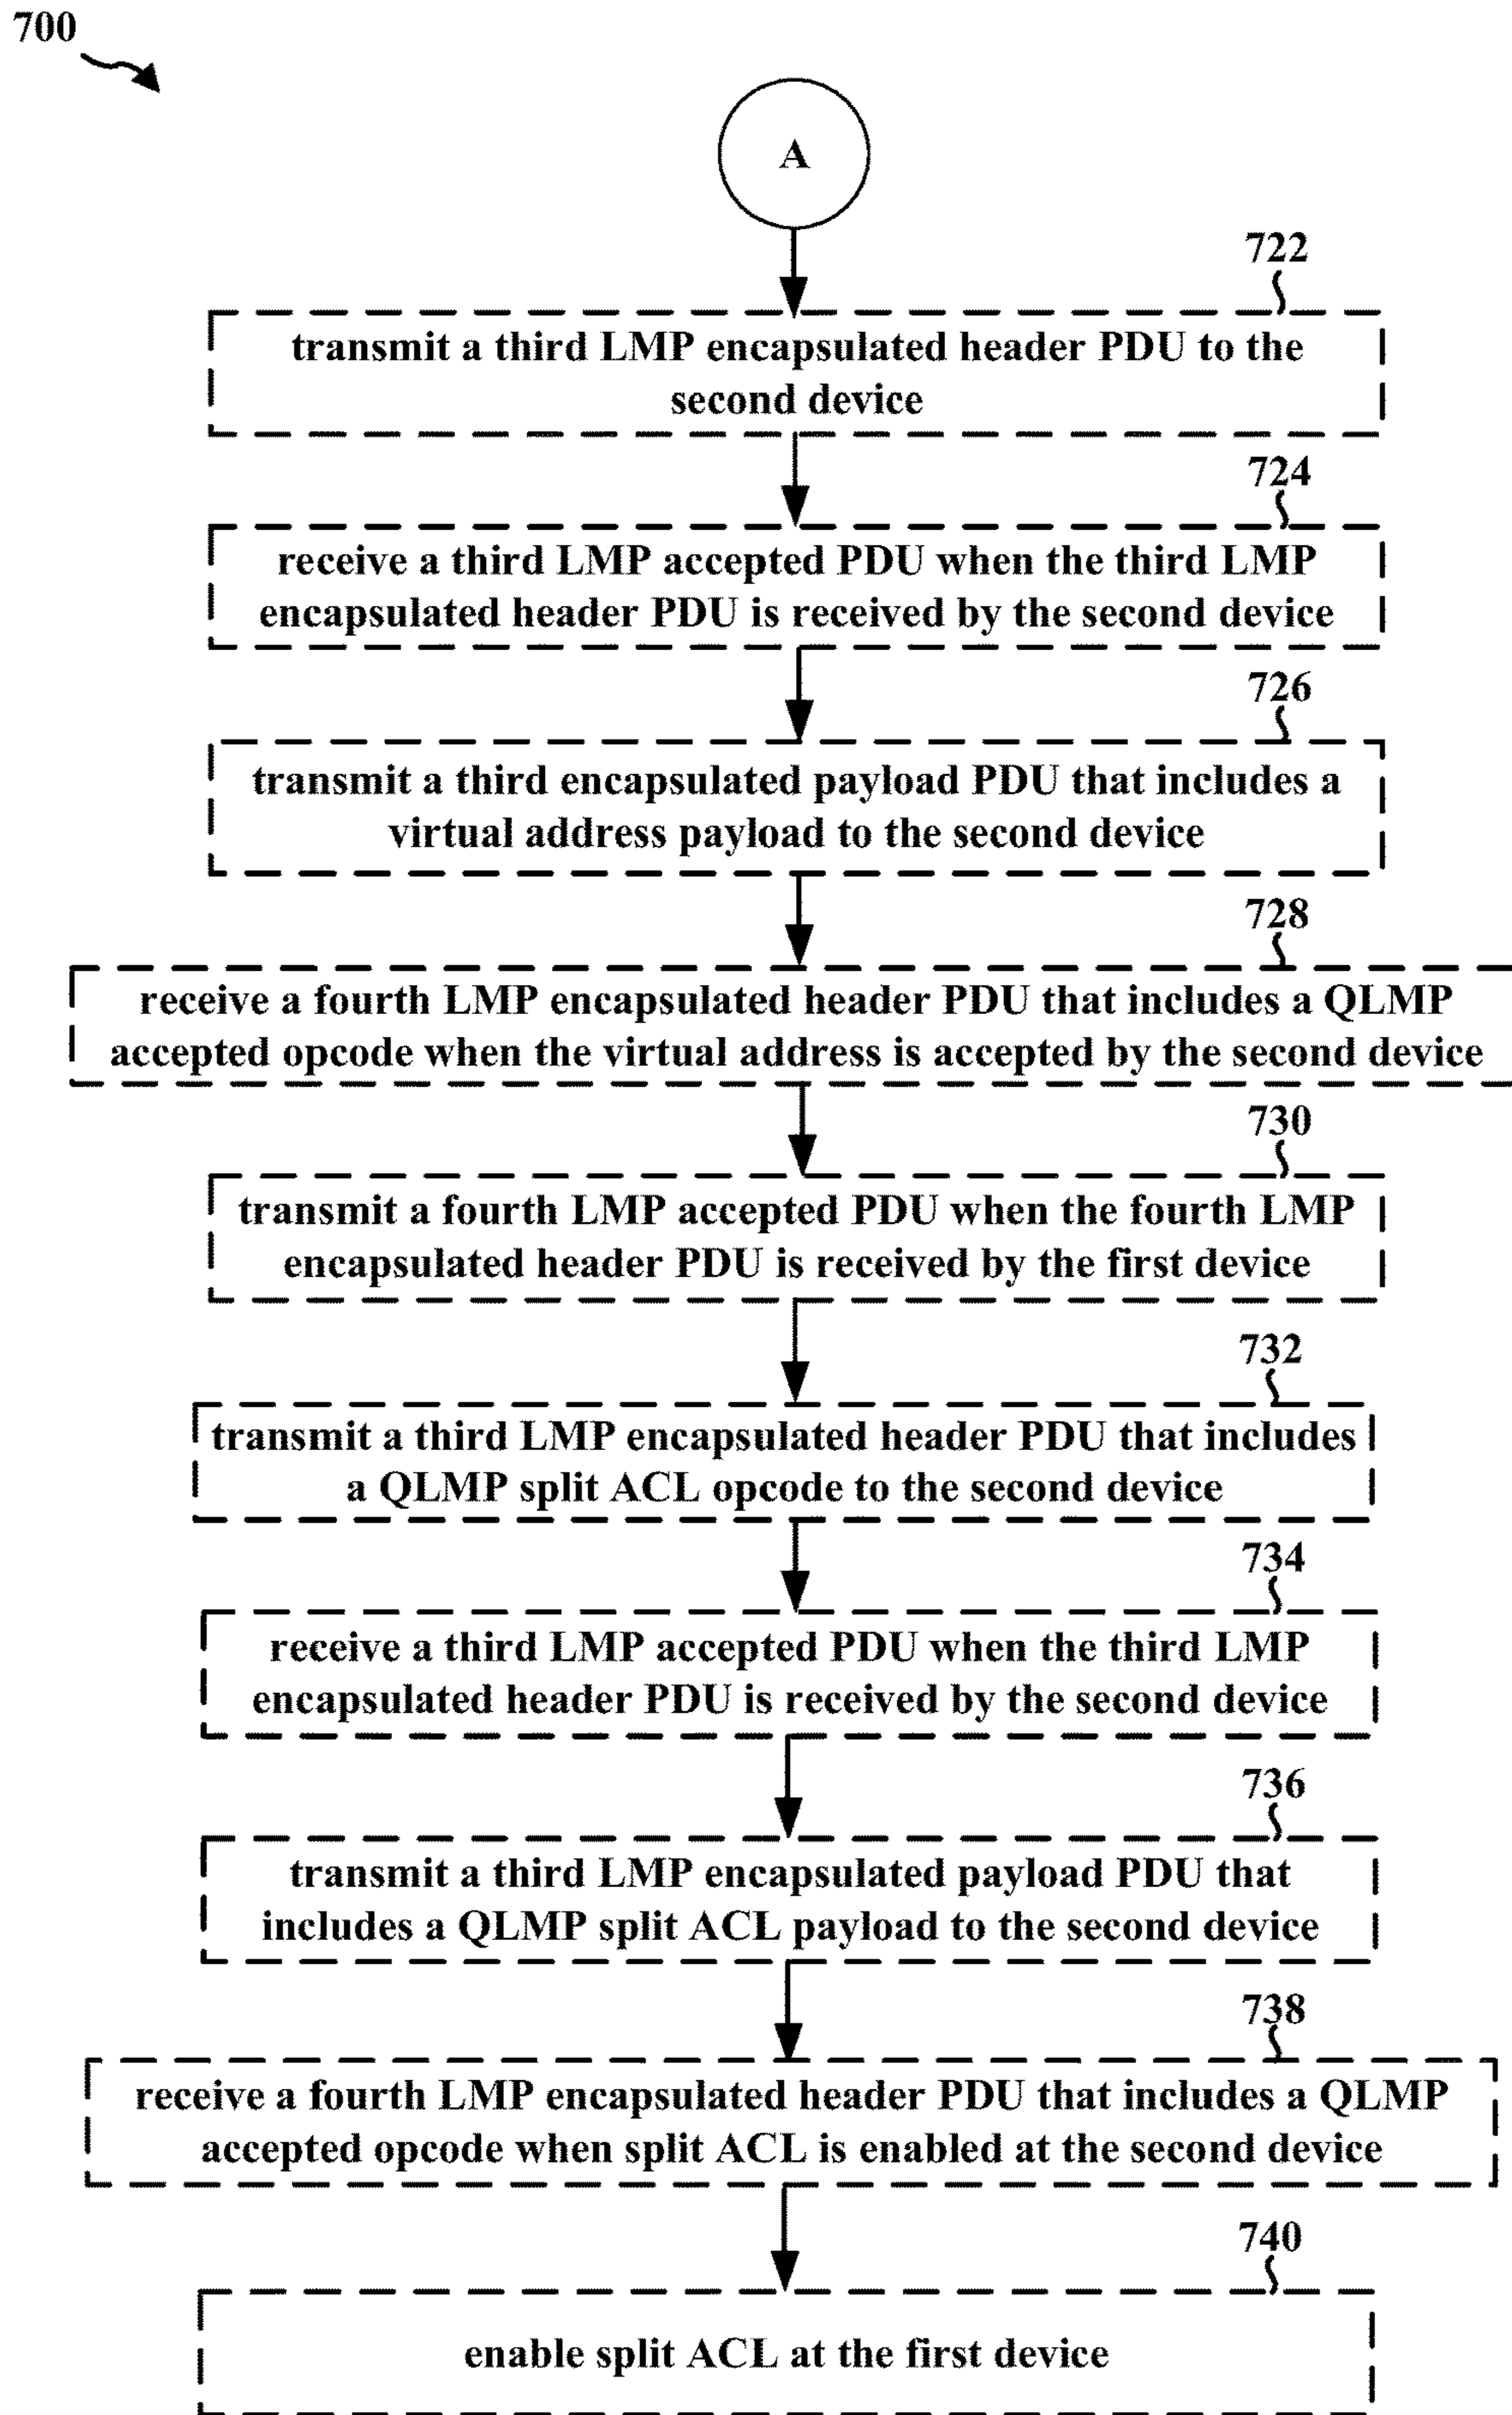 700
A
722
transmit a third LMP encapsulated header PDU to the
second device
724
receive a third LMP accepted PDU when the third LMP
encapsulated header PDU is received by the second device
726
transmit a third encapsulated payload PDU that includes a
virtual address payload to the second device
728
receive a fourth LMP encapsulated header PDU that includes a QLMP
accepted opcode when the virtual address is accepted by the second device
730
transmit a fourth LMP accepted PDU when the fourth LMP
encapsulated header PDU is received by the first device
732
transmit a third LMP encapsulated header PDU that includes
a QLMP split ACL opcode to the second device
734
receive a third LMP accepted PDU when the third LMP
encapsulated header PDU is received by the second device
736
transmit a third LMP encapsulated payload PDU that
includes a QLMP split ACL payload to the second device
738
receive a fourth LMP encapsulated header PDU that includes a QLMP
accepted opcode when split ACL is enabled at the second device
740
enable split ACL at the first device